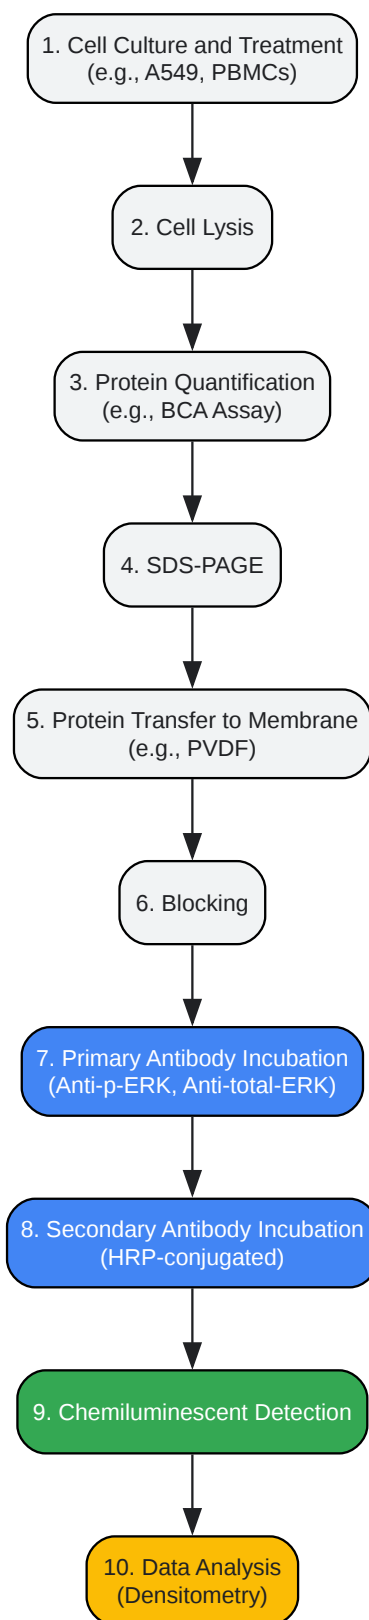 1. Cell Culture and Treatment
(e.g., A549, PBMCs)
2. Cell Lysis
3. Protein Quantification
(e.g., BCA Assay)
4. SDS-PAGE
5. Protein Transfer to Membrane
(e.g., PVDF)
6. Blocking
7. Primary Antibody Incubation
(Anti-p-ERK, Anti-total-ERK)
8. Secondary Antibody Incubation
(HRP-conjugated)
9. Chemiluminescent Detection
10. Data Analysis
(Densitometry)